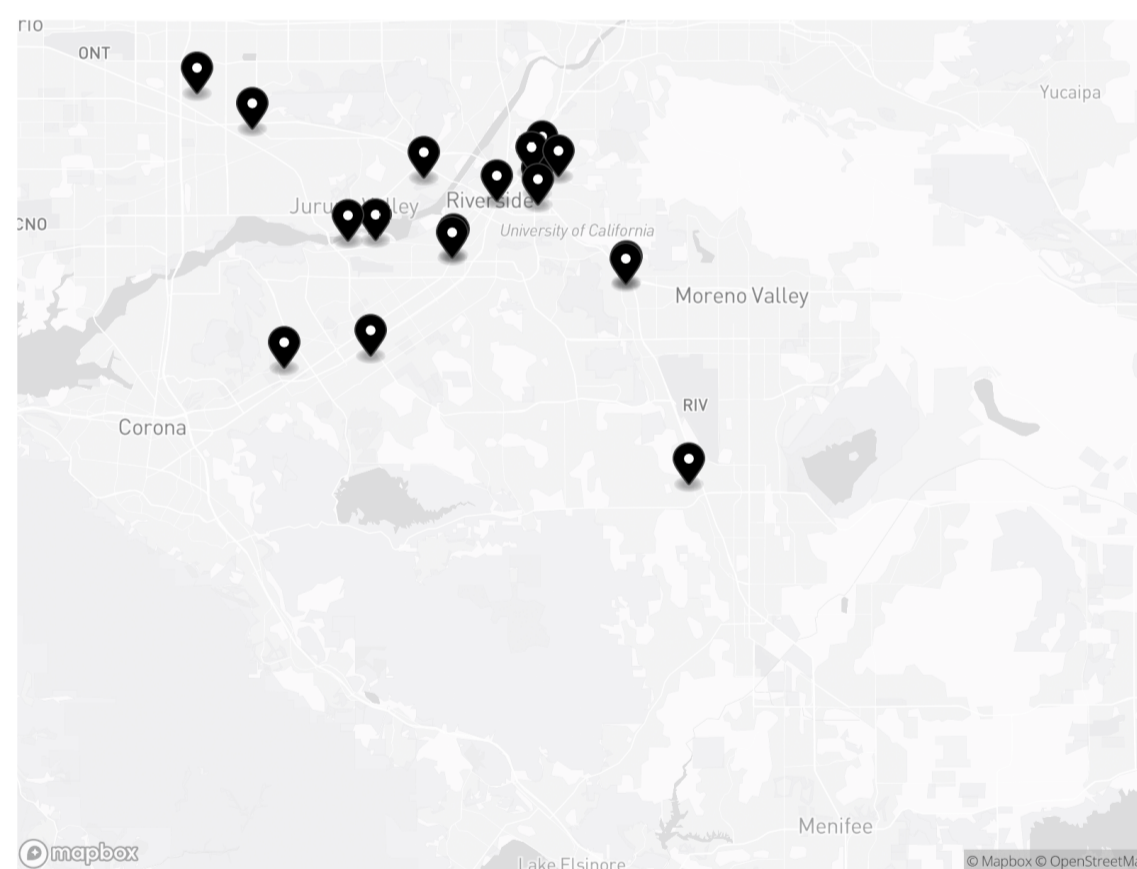 RIO
ONT
Yucaipa
Jurupa Valley
Riverside
CNO
University of California
Moreno Valley
RIV
Corona
Menifee
mapbox
Lake Elsinore
© Mapbox © OpenStreetMa